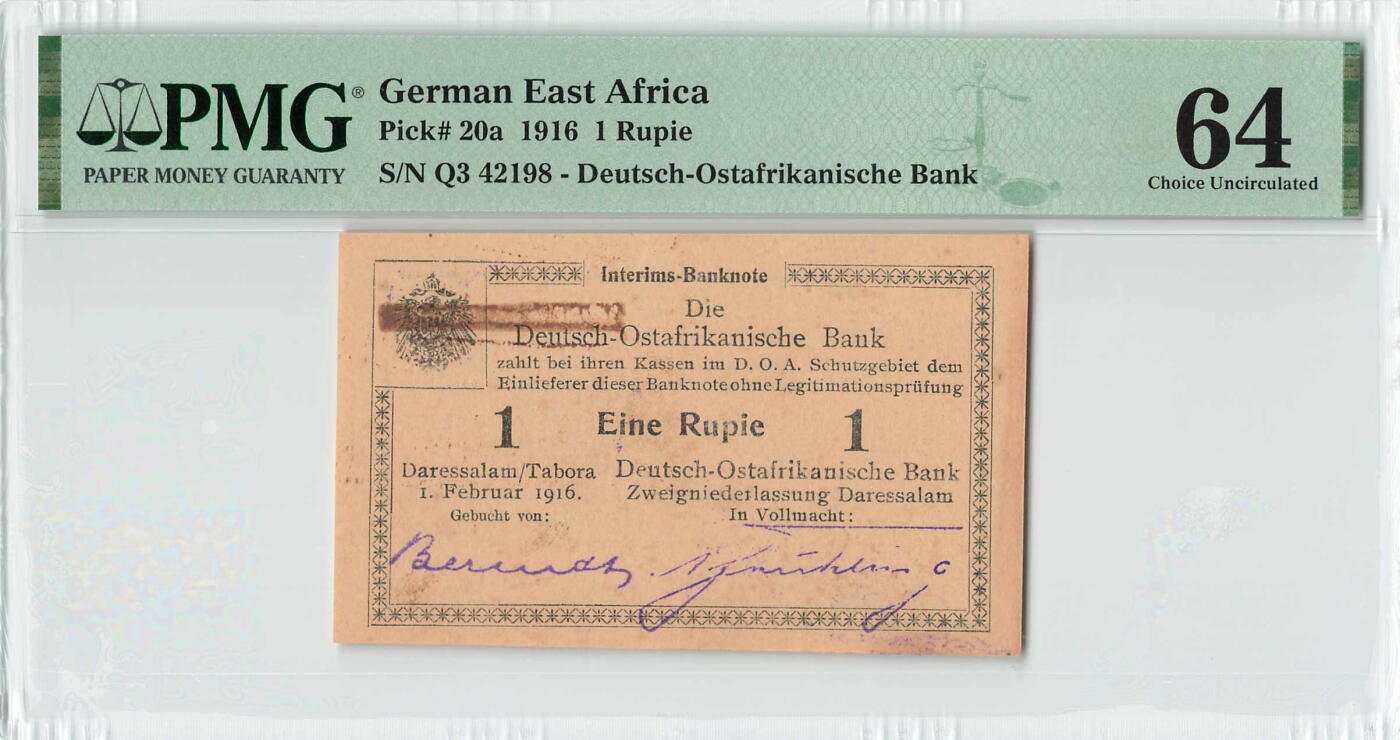 PMG®
PAPER MONEY GUARANTY
German East Africa
Pick# 20a 1916 1 Rupie
S/N Q3 42198 - Deutsch-Ostafrikanische Bank
64
Choice Uncirculated
Interims-Banknote
Die
Deutsch-Ostafrikanische Bank
zahlt bei ihren Kassen im D. O. A. Schutzgebiet dem
Einlieferer dieser Banknote ohne Legitimationsprüfung
1 Eine Rupie 1
Daressalam/Tabora
1. Februar 1916.
Gebucht von:
Deutsch-Ostafrikanische Bank
Zweigniederlassung Daressalam
In Vollmacht:
Berendt